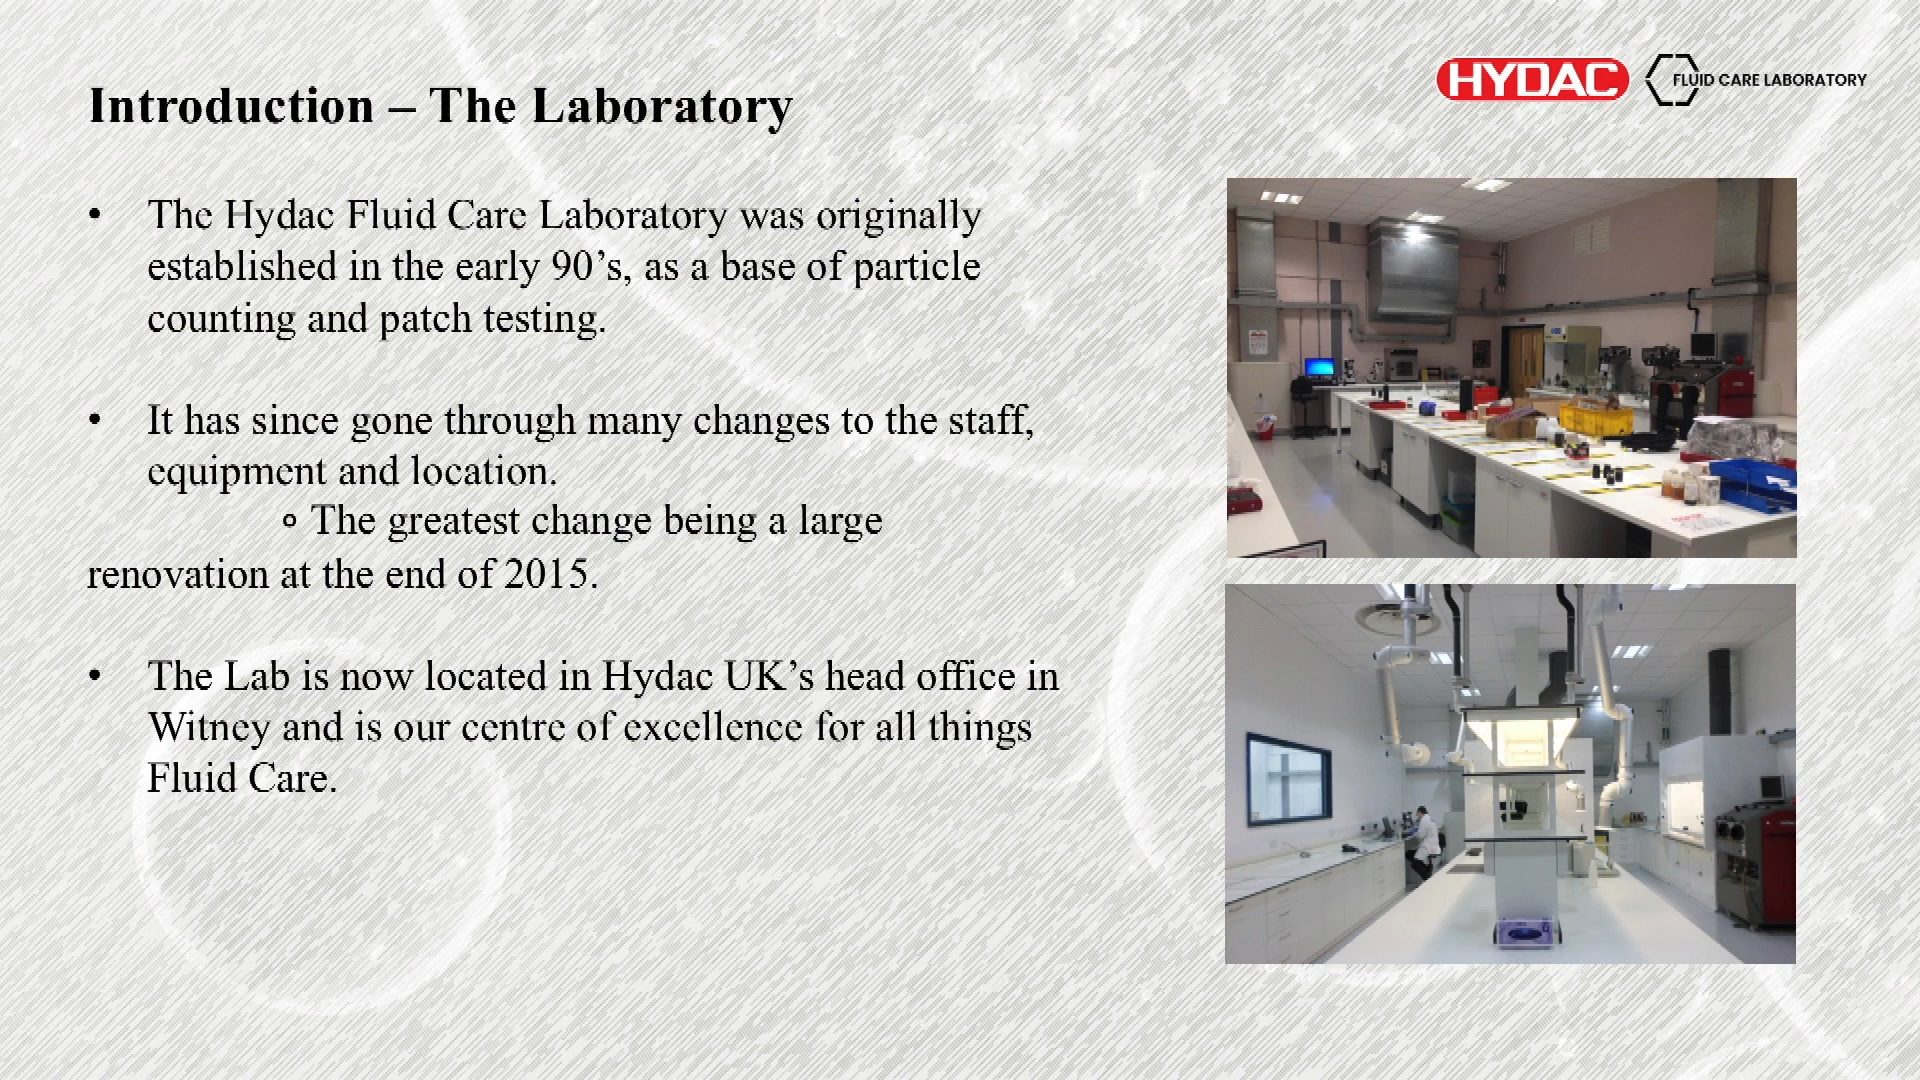 Introduction – The Laboratory
HYDAC
FLUID CARE LABORATORY
• The Hydac Fluid Care Laboratory was originally
established in the early 90’s, as a base of particle
counting and patch testing.
• It has since gone through many changes to the staff,
equipment and location.
∘ The greatest change being a large
renovation at the end of 2015.
• The Lab is now located in Hydac UK’s head office in
Witney and is our centre of excellence for all things
Fluid Care.